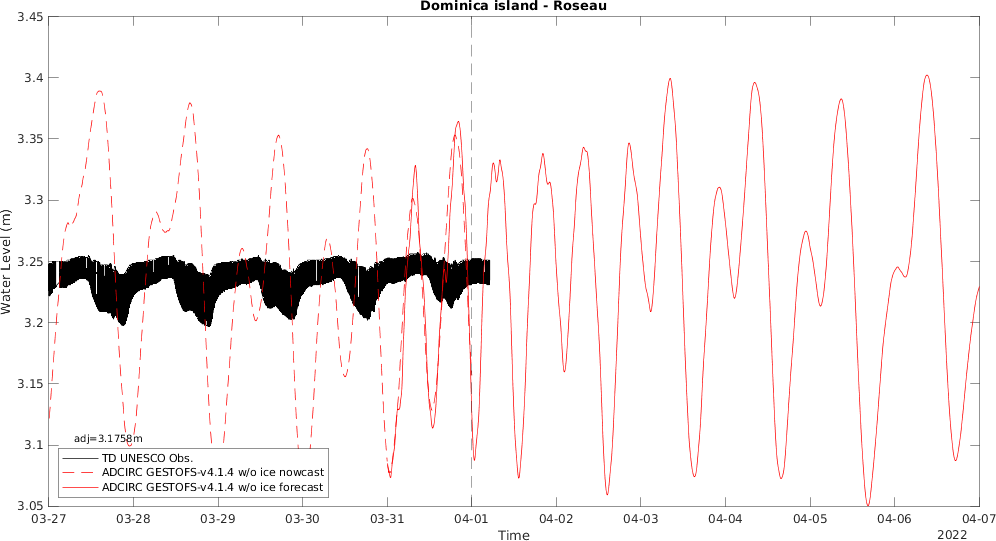 Dominica island - Roseau
3.45
3.4
3.35
3.3
3.25
3.2
3.15
3.1
3.05
Water Level (m)
adj=3.1758m
TD UNESCO Obs.
ADCIRC GESTOFS-v4.1.4 w/o ice nowcast
ADCIRC GESTOFS-v4.1.4 w/o ice forecast
03-27 03-28 03-29 03-30 03-31 04-01 04-02 04-03 04-04 04-05 04-06 04-07
Time
2022